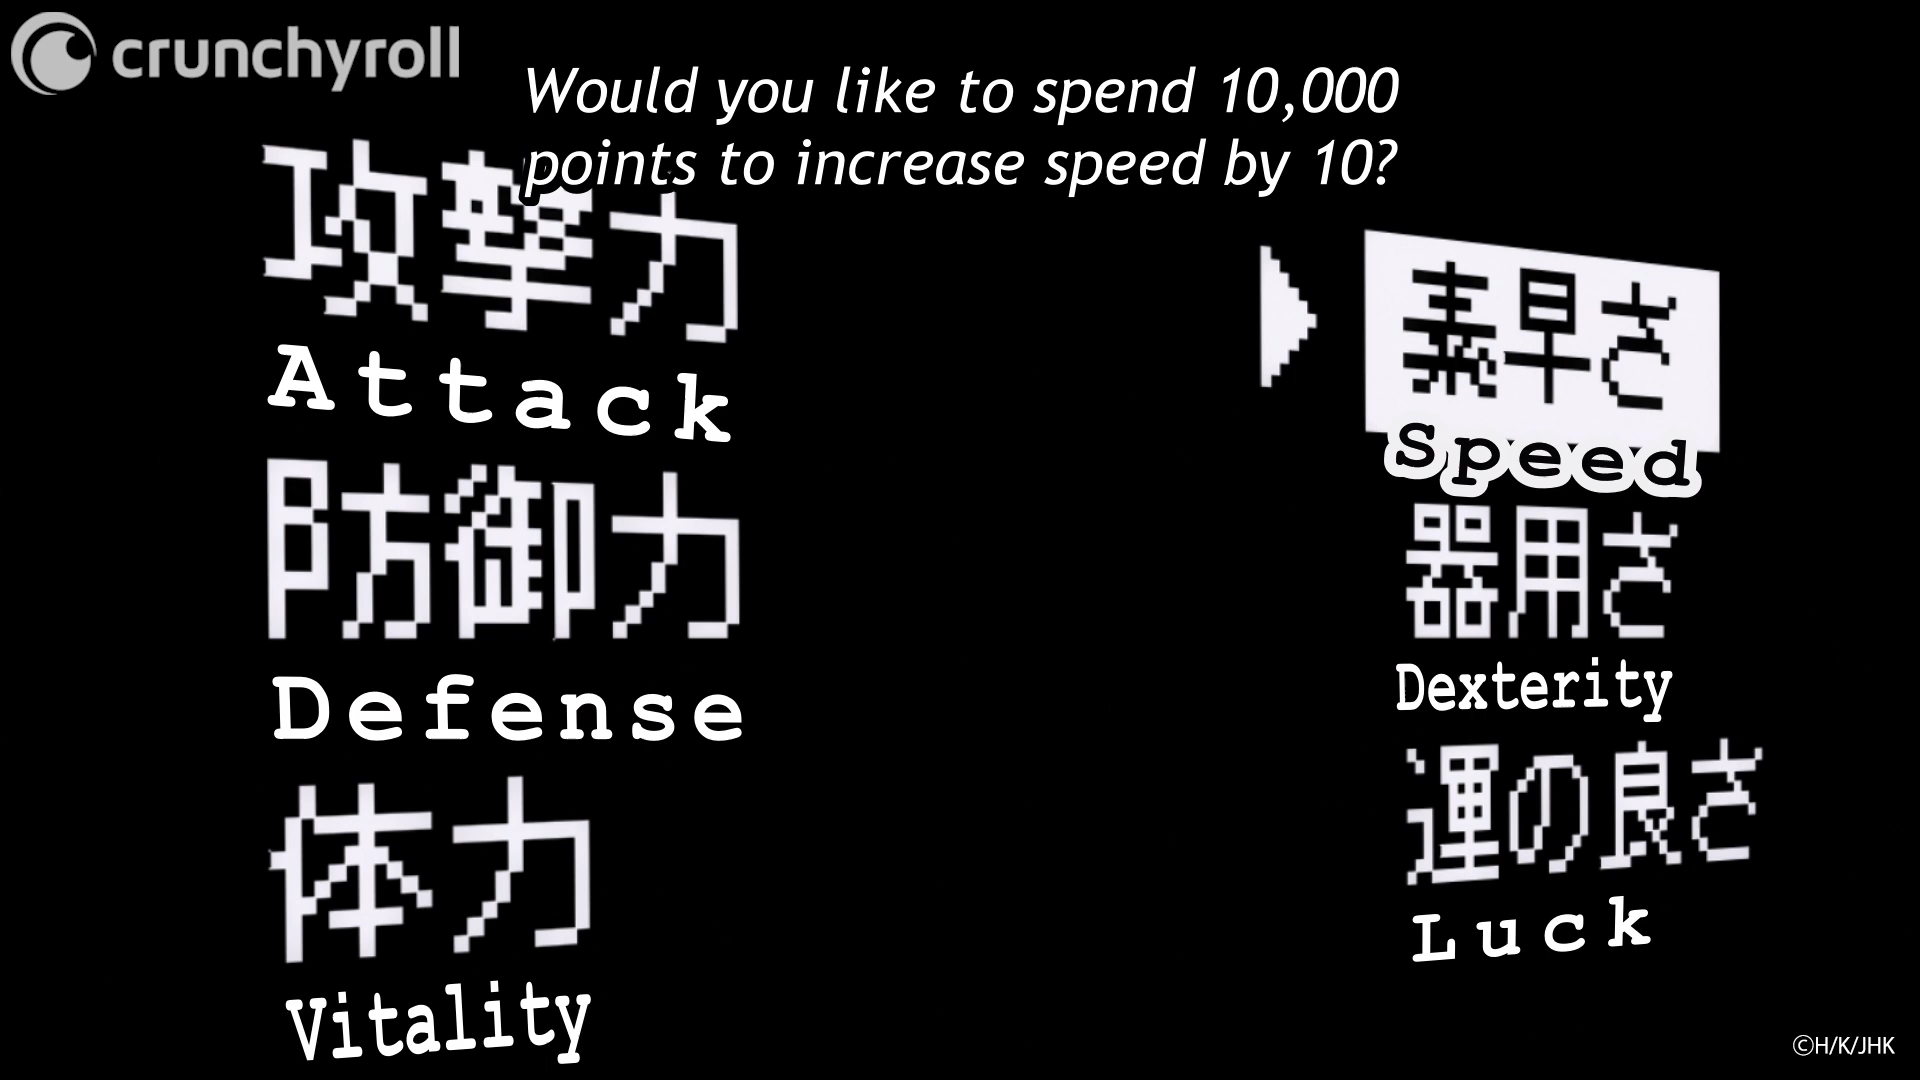 crunchyroll
Would you like to spend 10,000
points to increase speed by 10?
攻撃力
Attack
防御力
Defense
体力
Vitality
素早さ
Speed
器用さ
Dexterity
運の良さ
Luck
©H/K/JHK